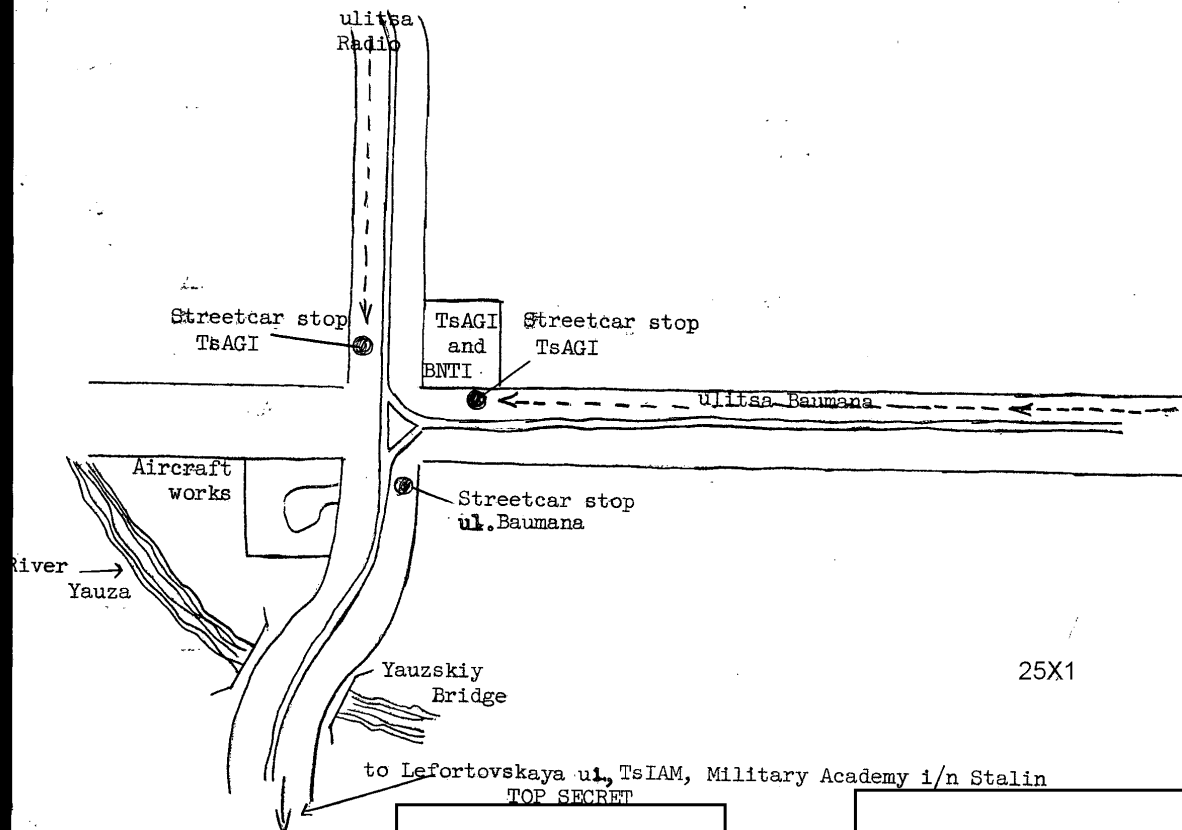 ulitsa
Radio
Streetcar stop
TsAGI
TsAGI
and
BNTI
Streetcar stop
TsAGI
ulitsa Baumana
Aircraft
works
Streetcar stop
ul. Baumana
River
Yauza
Yauzskiy
Bridge
25X1
to Lefortovskaya ul., TsIAM, Military Academy i/n Stalin
TOP SECRET